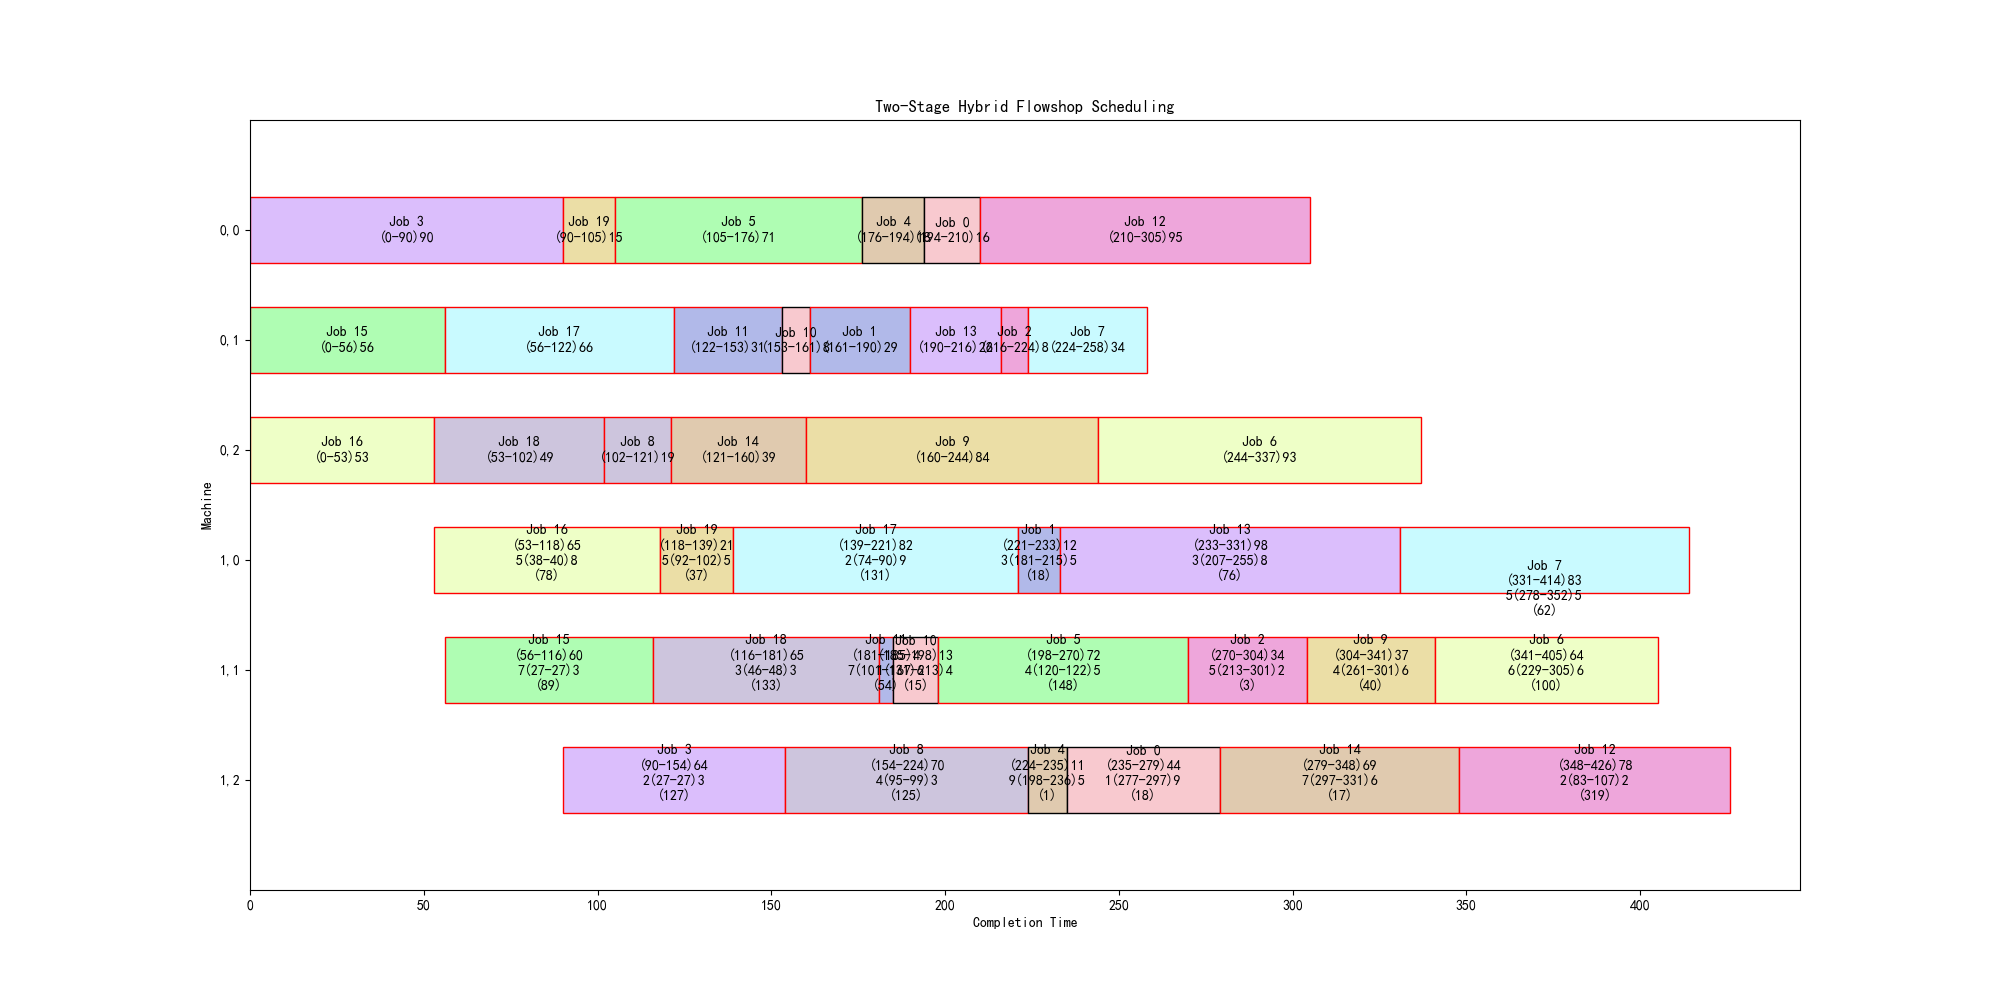 Two-Stage Hybrid Flowshop Scheduling
Machine
0,0
Job 3
(0-90)90
Job 19
(90-105)15
Job 5
(105-176)71
Job 4
(176-194)18
Job 0
(194-210)16
Job 12
(210-305)95
0,1
Job 15
(0-56)56
Job 17
(56-122)66
Job 11
(122-153)31
Job 10
(153-161)8
Job 1
(161-190)29
Job 13
(190-216)26
Job 2
(216-224)8
Job 7
(224-258)34
0,2
Job 16
(0-53)53
Job 18
(53-102)49
Job 8
(102-121)19
Job 14
(121-160)39
Job 9
(160-244)84
Job 6
(244-337)93
1,0
Job 16
(53-118)65
5(38-40)8
(78)
Job 19
(118-139)21
5(92-102)5
(37)
Job 17
(139-221)82
2(74-90)9
(131)
Job 1
(221-233)12
3(181-215)5
(18)
Job 13
(233-331)98
3(207-255)8
(76)
Job 7
(331-414)83
5(278-352)5
(62)
1,1
Job 15
(56-116)60
7(27-27)3
(89)
Job 18
(116-181)65
3(46-48)3
(133)
Job 11
(181-185)4
(54)
Job 10
(185-198)13
(15)
Job 5
(198-270)72
4(120-122)5
(148)
Job 2
(270-304)34
5(213-301)2
(3)
Job 9
(304-341)37
4(261-301)6
(40)
Job 6
(341-405)64
6(229-305)6
(100)
1,2
Job 3
(90-154)64
2(27-27)3
(127)
Job 8
(154-224)70
4(95-99)3
(125)
Job 4
(224-235)11
9(198-236)5
(1)
Job 0
(235-279)44
1(277-297)9
(18)
Job 14
(279-348)69
7(297-331)6
(17)
Job 12
(348-426)78
2(83-107)2
(319)
0 50 100 150 200 250 300 350 400
Completion Time